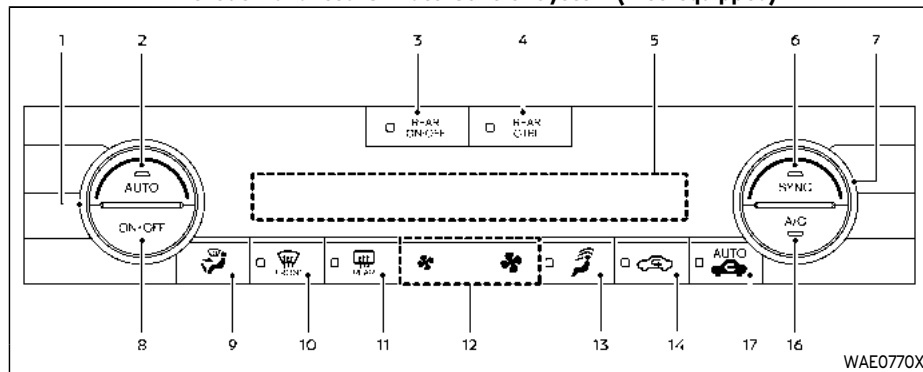 1 2 3 4 5 6 7
REAR
ON·OFF
REAR
CTRL
AUTO
ON·OFF
SYNC
A/C
FRONT
REAR
AUTO
8 9 10 11 12 13 14 17 16
WAE0770X